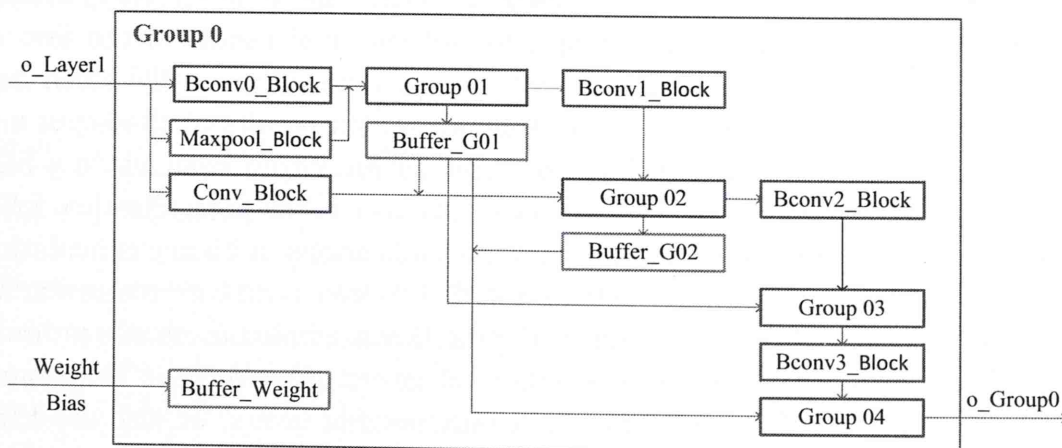 Group 0
o_Layer1
Bconv0_Block
Group 01
Bconv1_Block
Maxpool_Block
Buffer_G01
Conv_Block
Group 02
Bconv2_Block
Buffer_G02
Group 03
Bconv3_Block
Weight
Bias
Buffer_Weight
Group 04
o_Group0